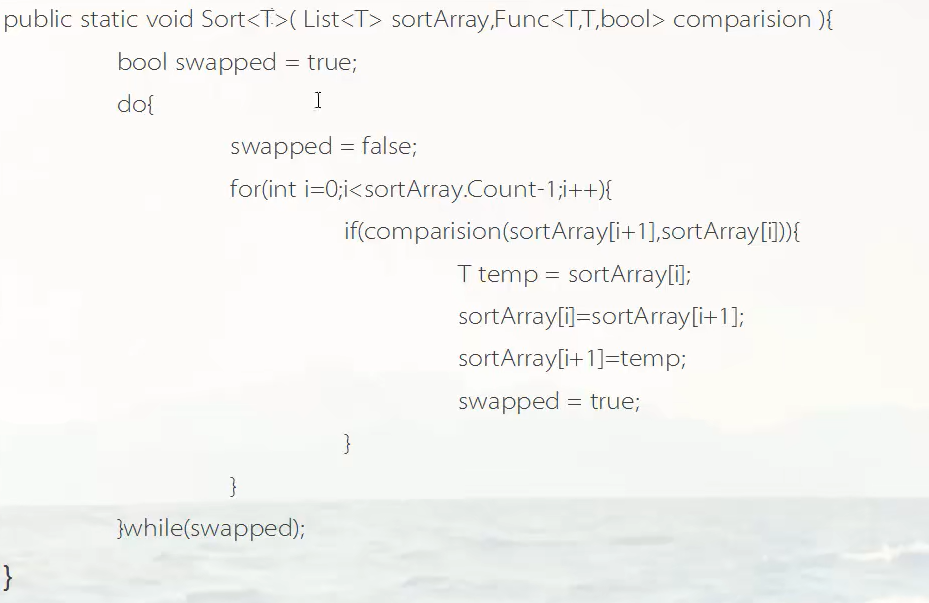 public static void Sort<T>( List<T> sortArray,Func<T,T,bool> comparision ){
bool swapped = true;
do{
swapped = false;
for(int i=0;i<sortArray.Count-1;i++){
if(comparision(sortArray[i+1],sortArray[i])){
T temp = sortArray[i];
sortArray[i]=sortArray[i+1];
sortArray[i+1]=temp;
swapped = true;
}
}
}while(swapped);
}